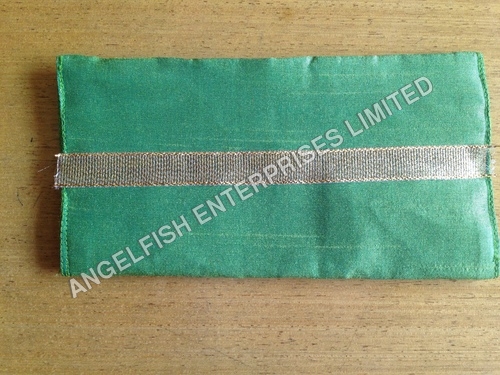 ANGELFISH ENTERPRISES LIMITED